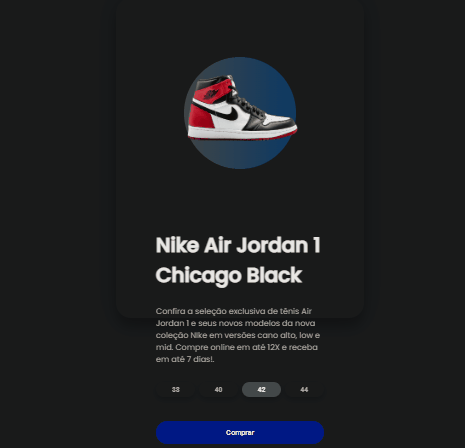 Nike Air Jordan 1
Chicago Black
Confira a seleção exclusiva de tênis Air
Jordan 1 e seus novos modelos da nova
coleção Nike em versões cano alto, low e
mid. Compre online em até 12X e receba
em até 7 dias!.
38 40 42 44
Comprar